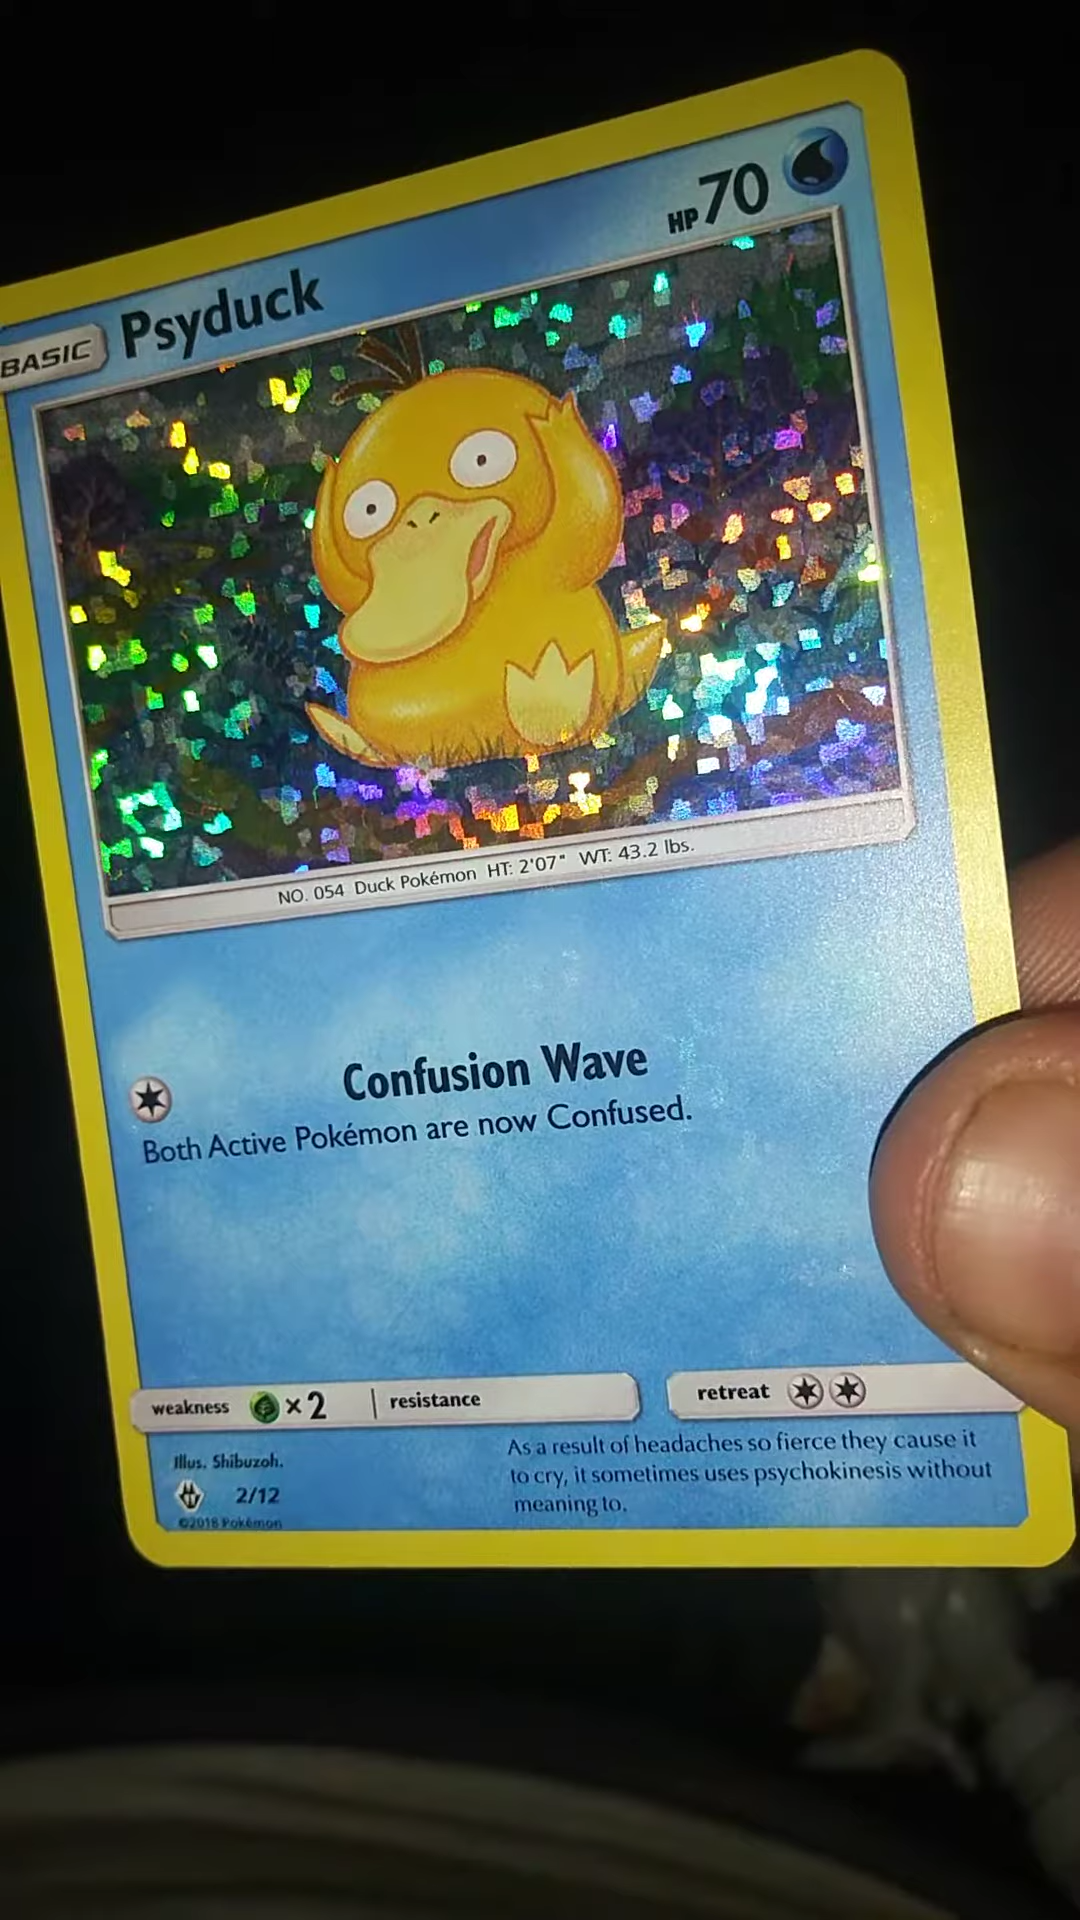 HP 70
BASIC Psyduck
NO. 054 Duck Pokémon HT: 2'07" WT: 43.2 lbs.
Confusion Wave
Both Active Pokémon are now Confused.
weakness ×2 resistance
retreat
Illus. Shibuzoh.
2/12
©2018 Pokémon
As a result of headaches so fierce they cause it
to cry, it sometimes uses psychokinesis without
meaning to.